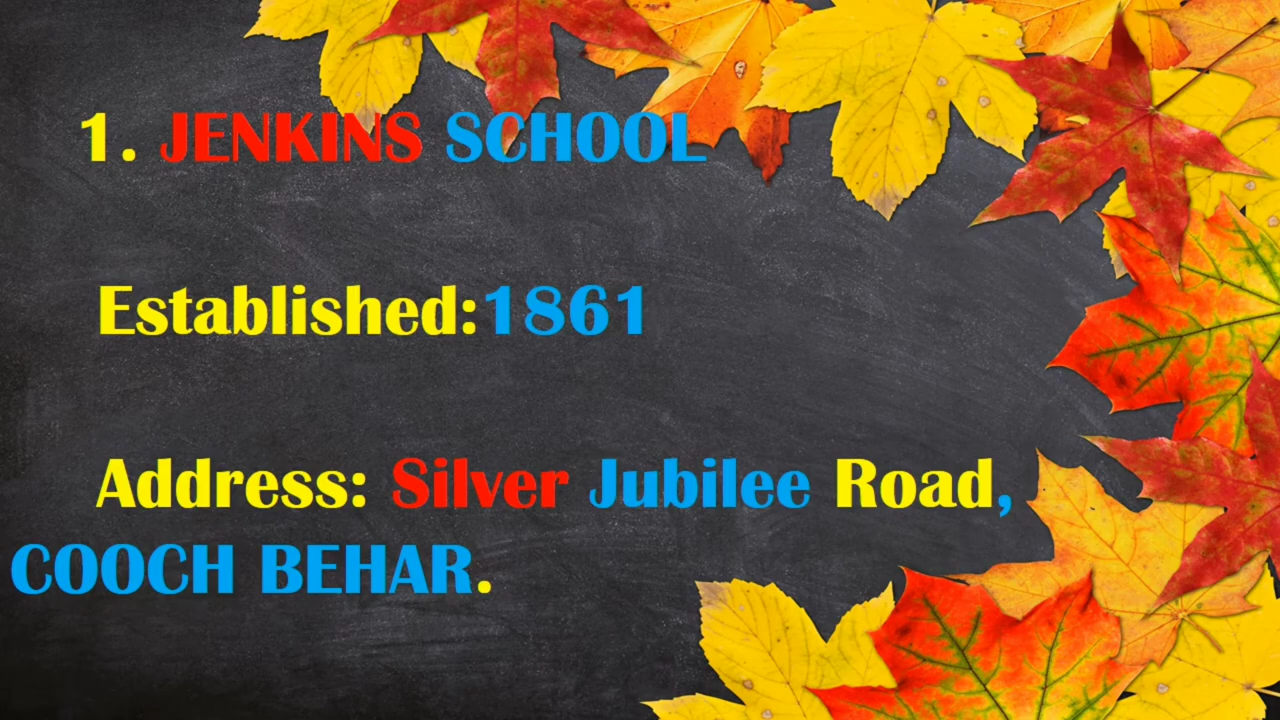 1. JENKINS SCHOOL
Established:1861
Address: Silver Jubilee Road,
COOCH BEHAR.